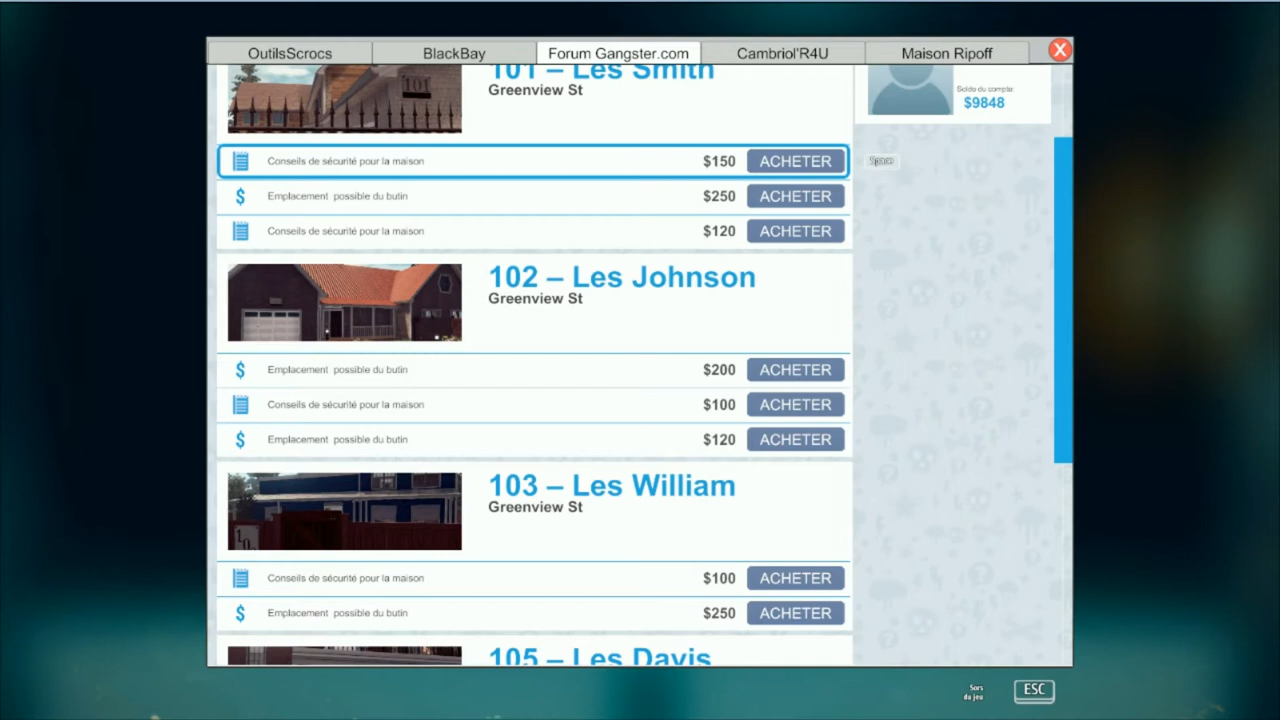 OutilsScrocs
BlackBay
Forum Gangster.com
Cambriol'R4U
Maison Ripoff
X
101 – Les Smith
Greenview St
101
Solde du compte
$9848
Conseils de sécurité pour la maison
$150
ACHETER
Space
Emplacement possible du butin
$250
ACHETER
Conseils de sécurité pour la maison
$120
ACHETER
102 – Les Johnson
Greenview St
Emplacement possible du butin
$200
ACHETER
Conseils de sécurité pour la maison
$100
ACHETER
Emplacement possible du butin
$120
ACHETER
103 – Les William
Greenview St
Conseils de sécurité pour la maison
$100
ACHETER
Emplacement possible du butin
$250
ACHETER
105 – Les Davis
Sors
du jeu
ESC